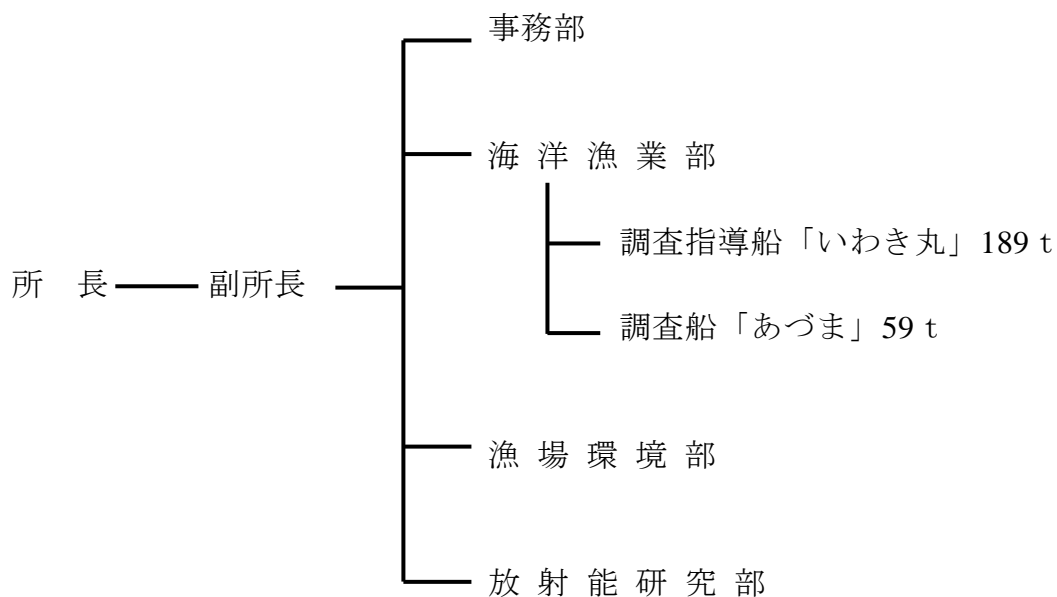 事務部
海 洋 漁 業 部
調査指導船「いわき丸」189 t
所　長
副所長
調査船「あづま」59 t
漁 場 環 境 部
放 射 能 研 究 部